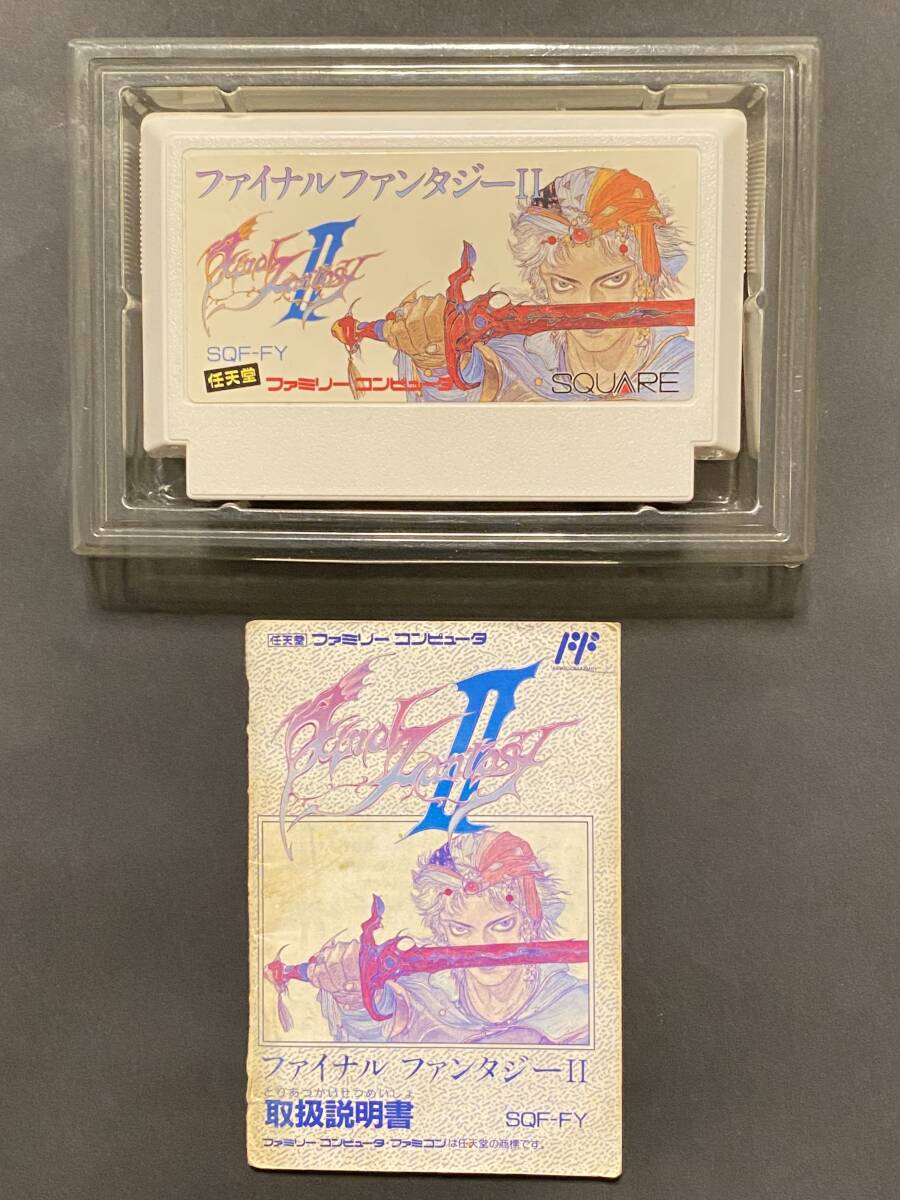 ファイナルファンタジーII
Final Fantasy II
SQF-FY
任天堂 ファミリーコンピュータ
SQUARE
任天堂 ファミリーコンピュータ
Final Fantasy II
ファイナル ファンタジーII
とりあつかいせつめいしょ
取扱説明書
SQF-FY
ファミリーコンピュータ・ファミコンは任天堂の商標です。